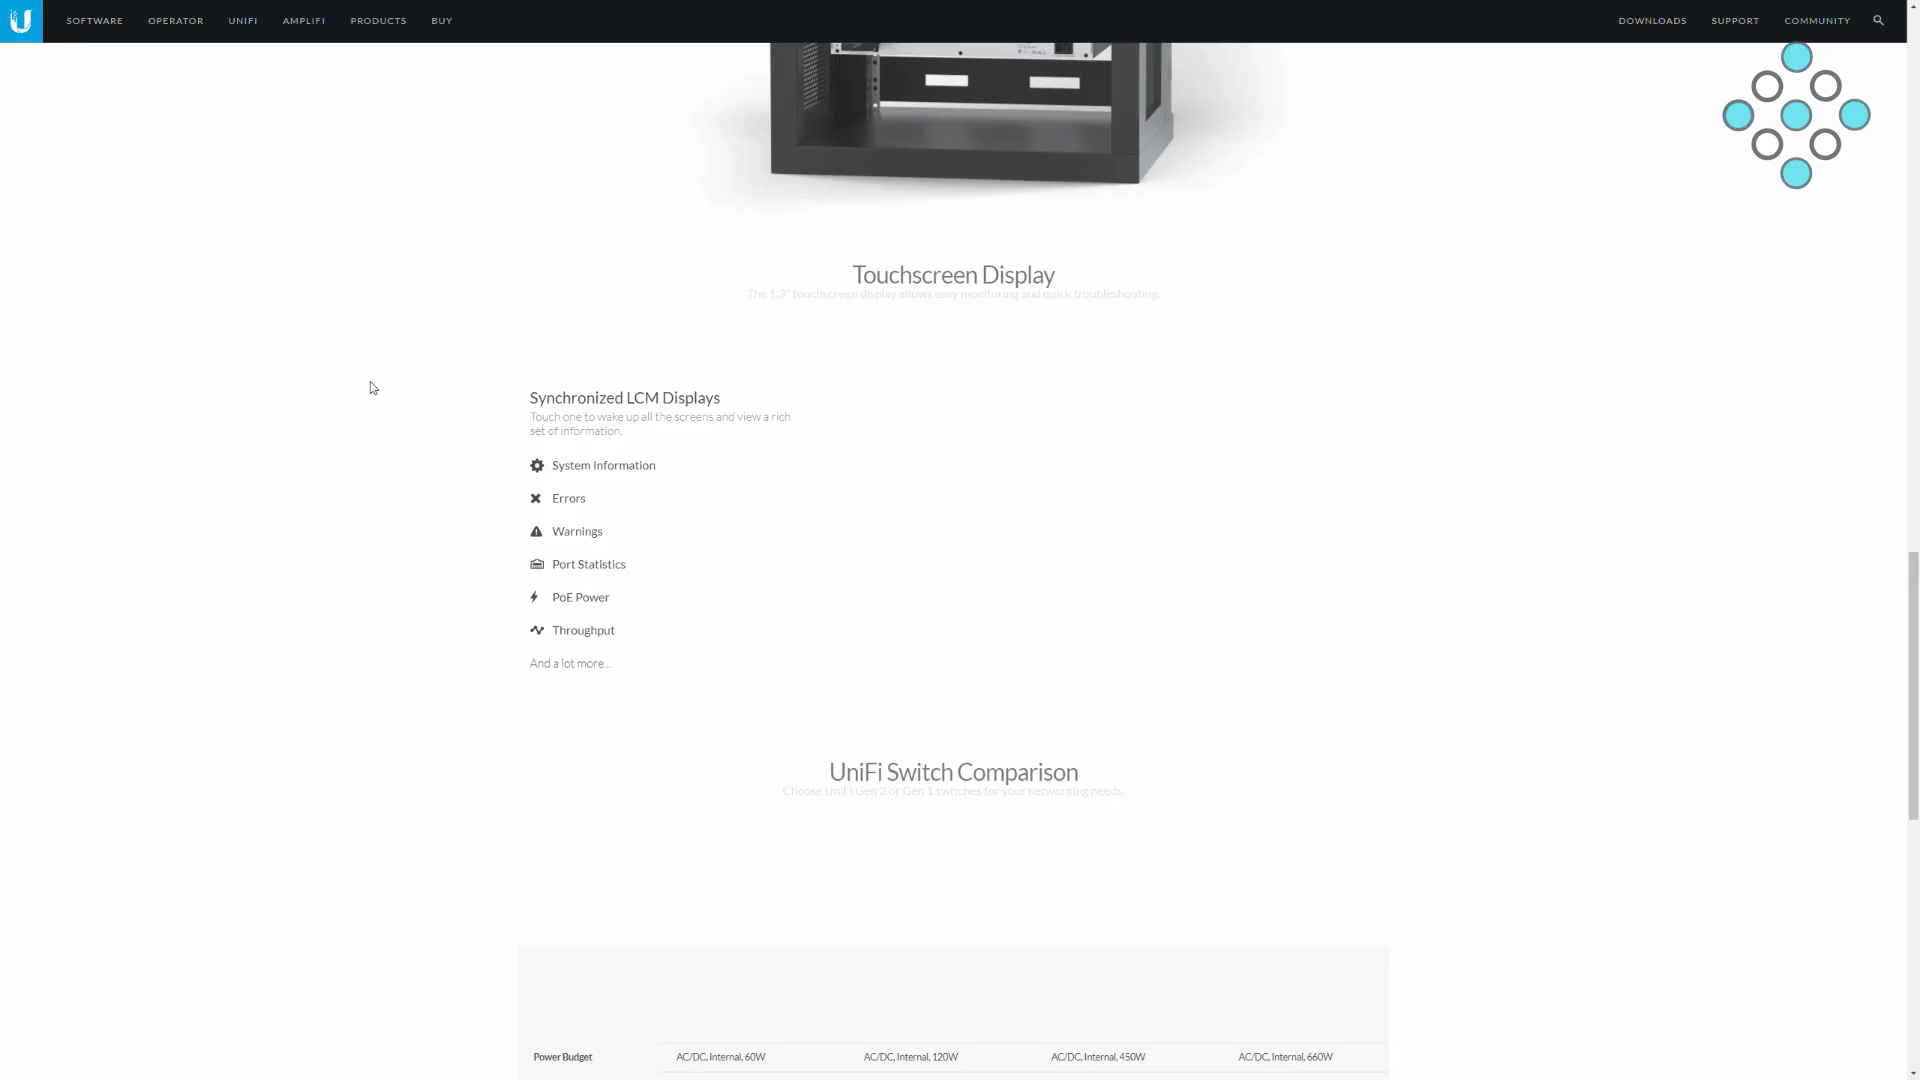 SOFTWARE OPERATOR UNIFI AMPLIFI PRODUCTS BUY DOWNLOADS SUPPORT COMMUNITY
Touchscreen Display
The 1.3" touchscreen display allows easy monitoring and quick troubleshooting.
Synchronized LCM Displays
Touch one to wake up all the screens and view a rich
set of information.
System Information
Errors
Warnings
Port Statistics
PoE Power
Throughput
And a lot more...
UniFi Switch Comparison
Choose UniFi Gen 2 or Gen 1 switches for your networking needs.
Power Budget AC/DC, Internal, 60W AC/DC, Internal, 120W AC/DC, Internal, 450W AC/DC, Internal, 660W